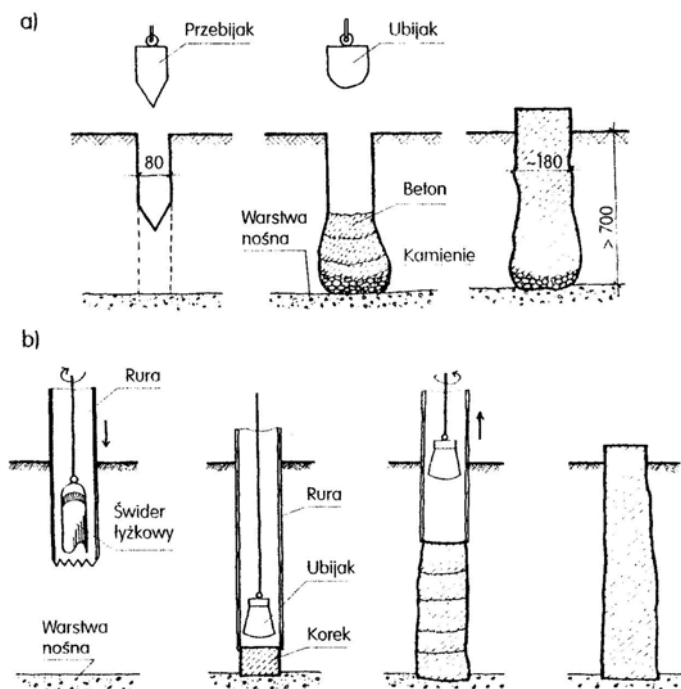 a)
Przebijak
Ubijak
80
Beton
Warstwa
nośna
Kamienie
~180
> 700
b)
Rura
Świder
łyżkowy
Warstwa
nośna
Rura
Ubijak
Korek